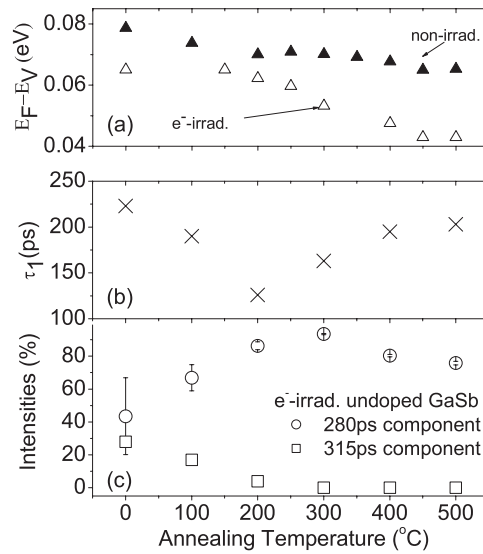 0.08
0.06
0.04
E_F–E_V (eV)
non-irrad.
e⁻-irrad.
(a)
250
200
150
100
τ₁(ps)
(b)
80
60
40
20
0
Intensities (%)
e⁻-irrad. undoped GaSb
280ps component
315ps component
(c)
0 100 200 300 400 500
Annealing Temperature (°C)